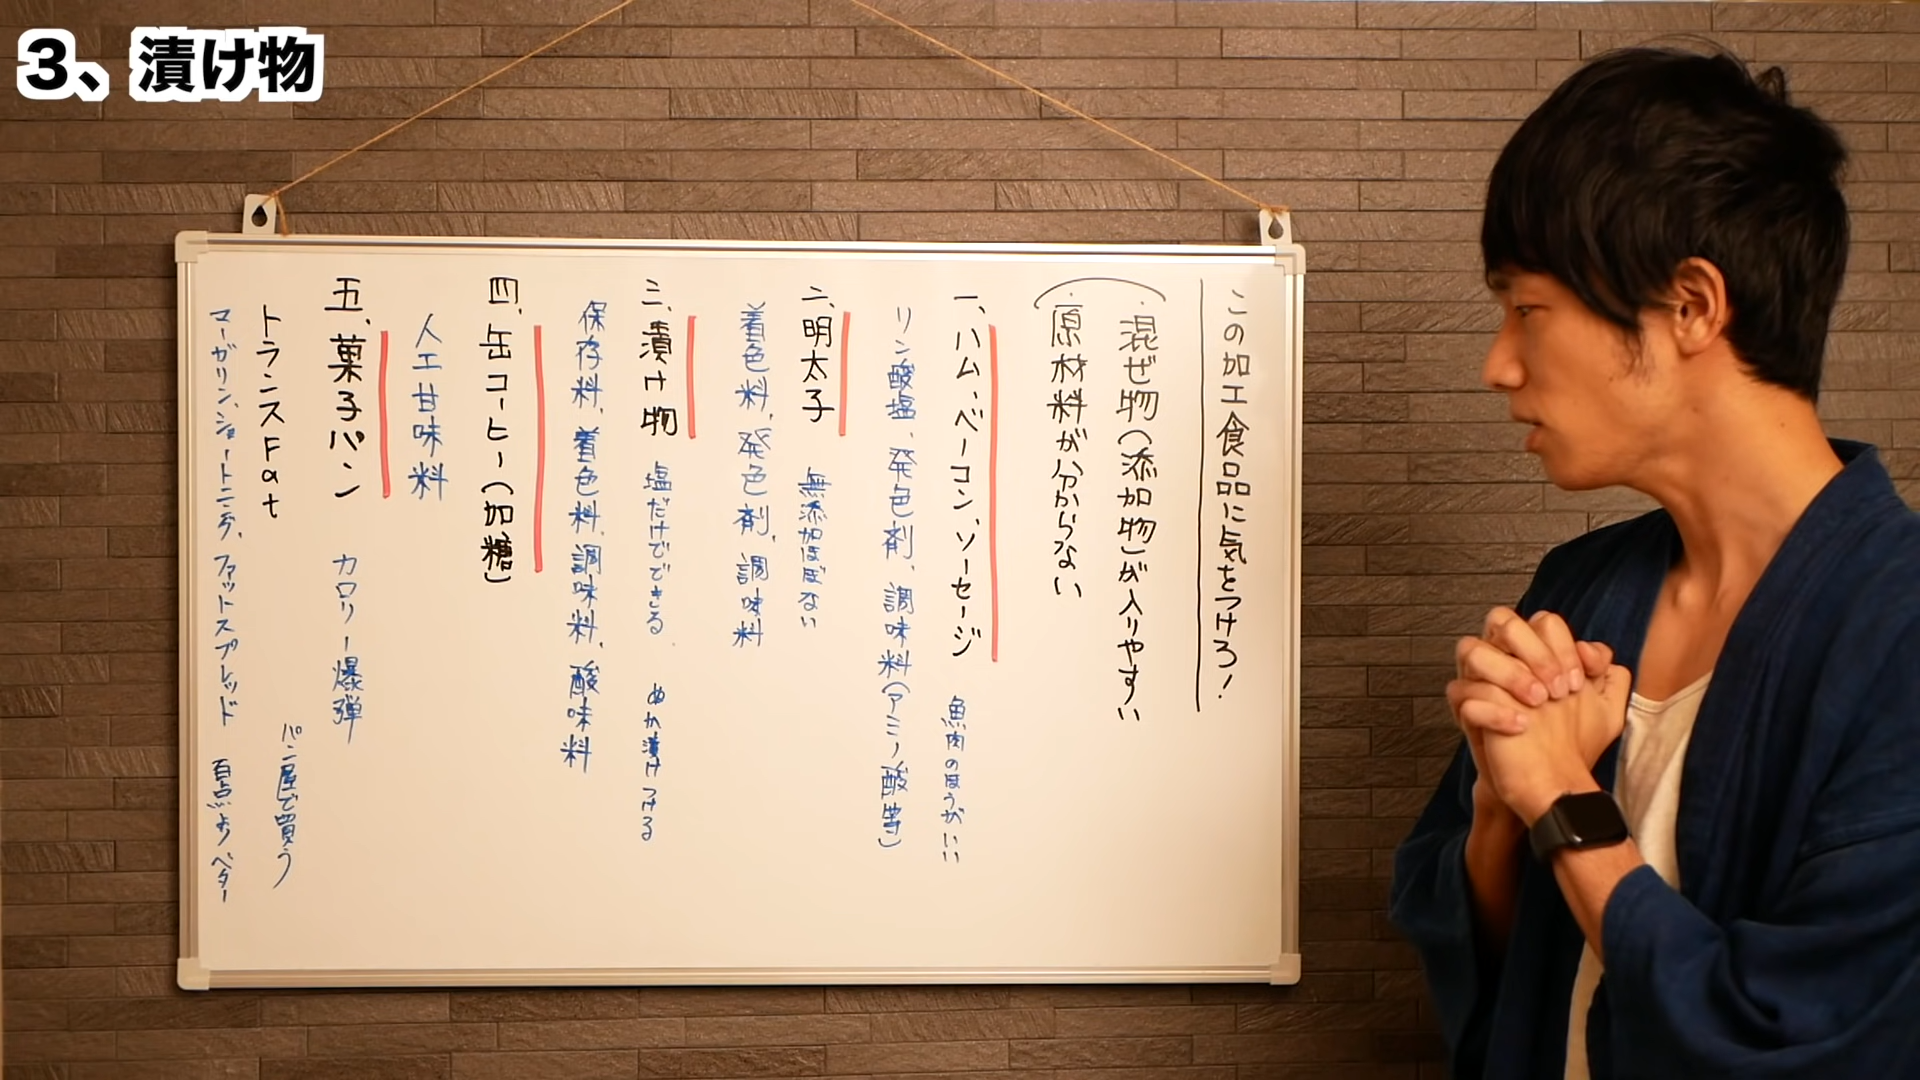 3、漬け物
この加工食品に気をつけろ!
・混ぜ物(添加物)が入りやすい
・原材料が分からない
一、ハム、ベーコン、ソーセージ 魚肉のほうがいい
リン酸塩、発色剤、調味料(アミノ酸等)
二、明太子 無添加ほぼない
着色料、発色剤、調味料
三、漬け物 塩だけでできる、 ぬか漬けつける
保存料、着色料、調味料、酸味料
四、缶コーヒー(加糖)
人工甘味料
五、菓子パン カロリー爆弾
トランスFat パン屋で買う
マーガリン、ショートニング、ファットスプレッド 百点よりベター